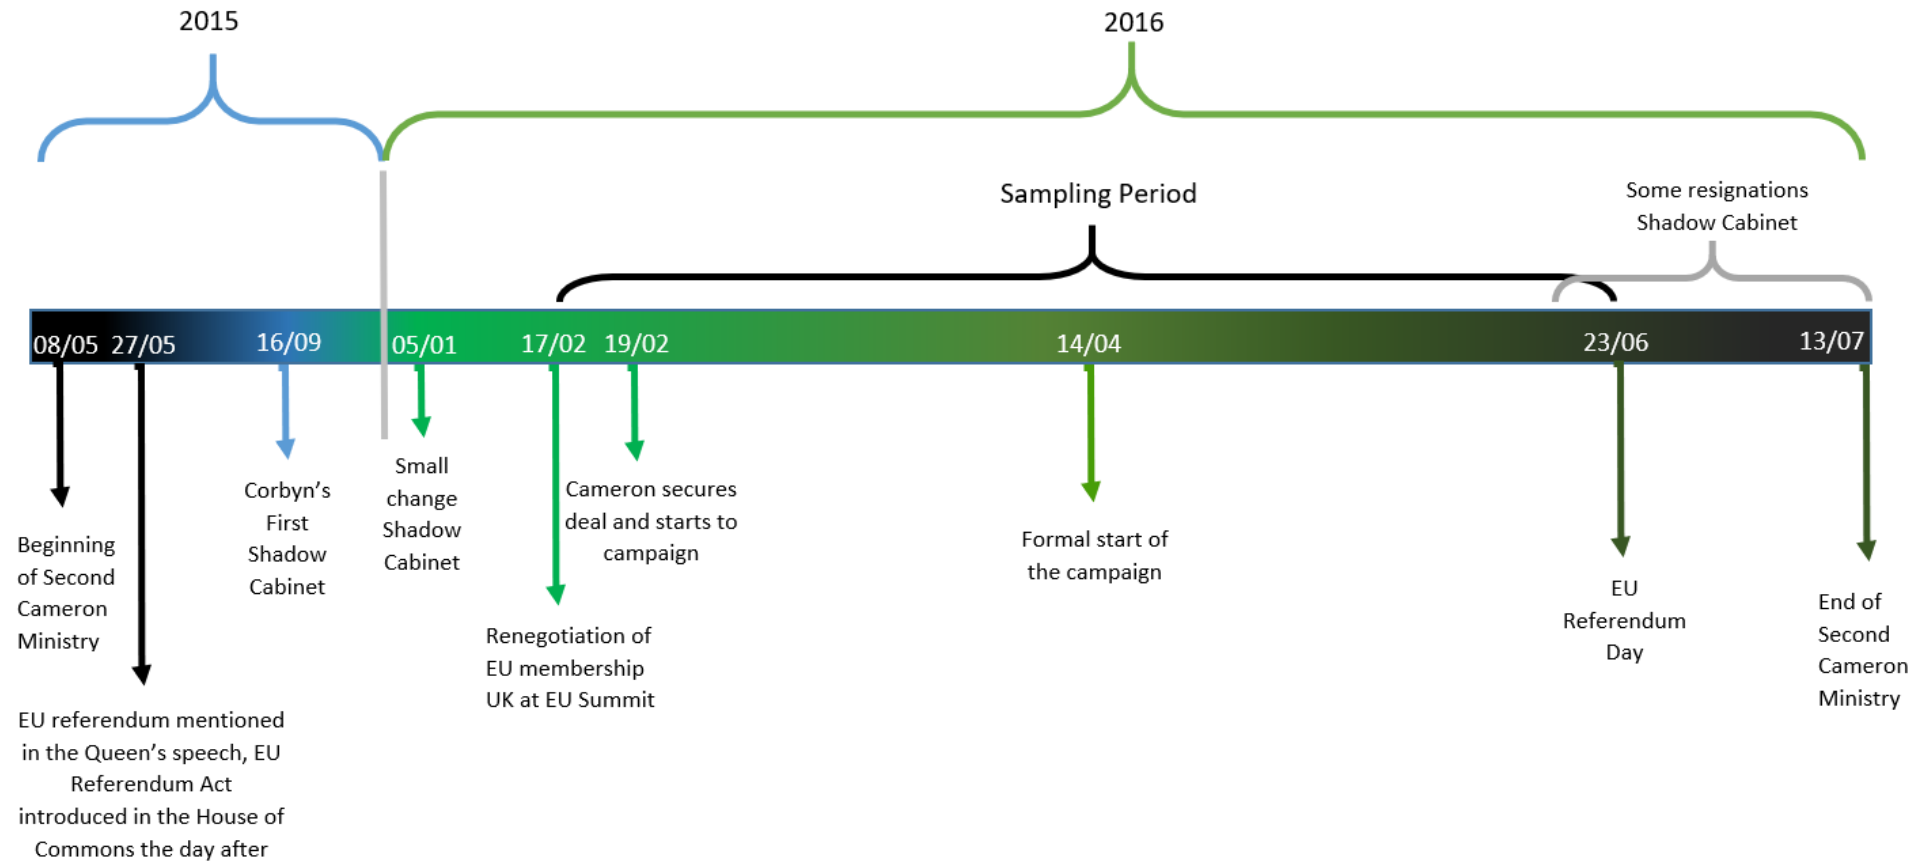 2015
2016
Sampling Period
Some resignations
Shadow Cabinet
08/05
27/05
16/09
05/01
17/02
19/02
14/04
23/06
13/07
Beginning
of Second
Cameron
Ministry
EU referendum mentioned
in the Queen’s speech, EU
Referendum Act
introduced in the House of
Commons the day after
Corbyn’s
First
Shadow
Cabinet
Small
change
Shadow
Cabinet
Renegotiation of
EU membership
UK at EU Summit
Cameron secures
deal and starts to
campaign
Formal start of
the campaign
EU
Referendum
Day
End of
Second
Cameron
Ministry